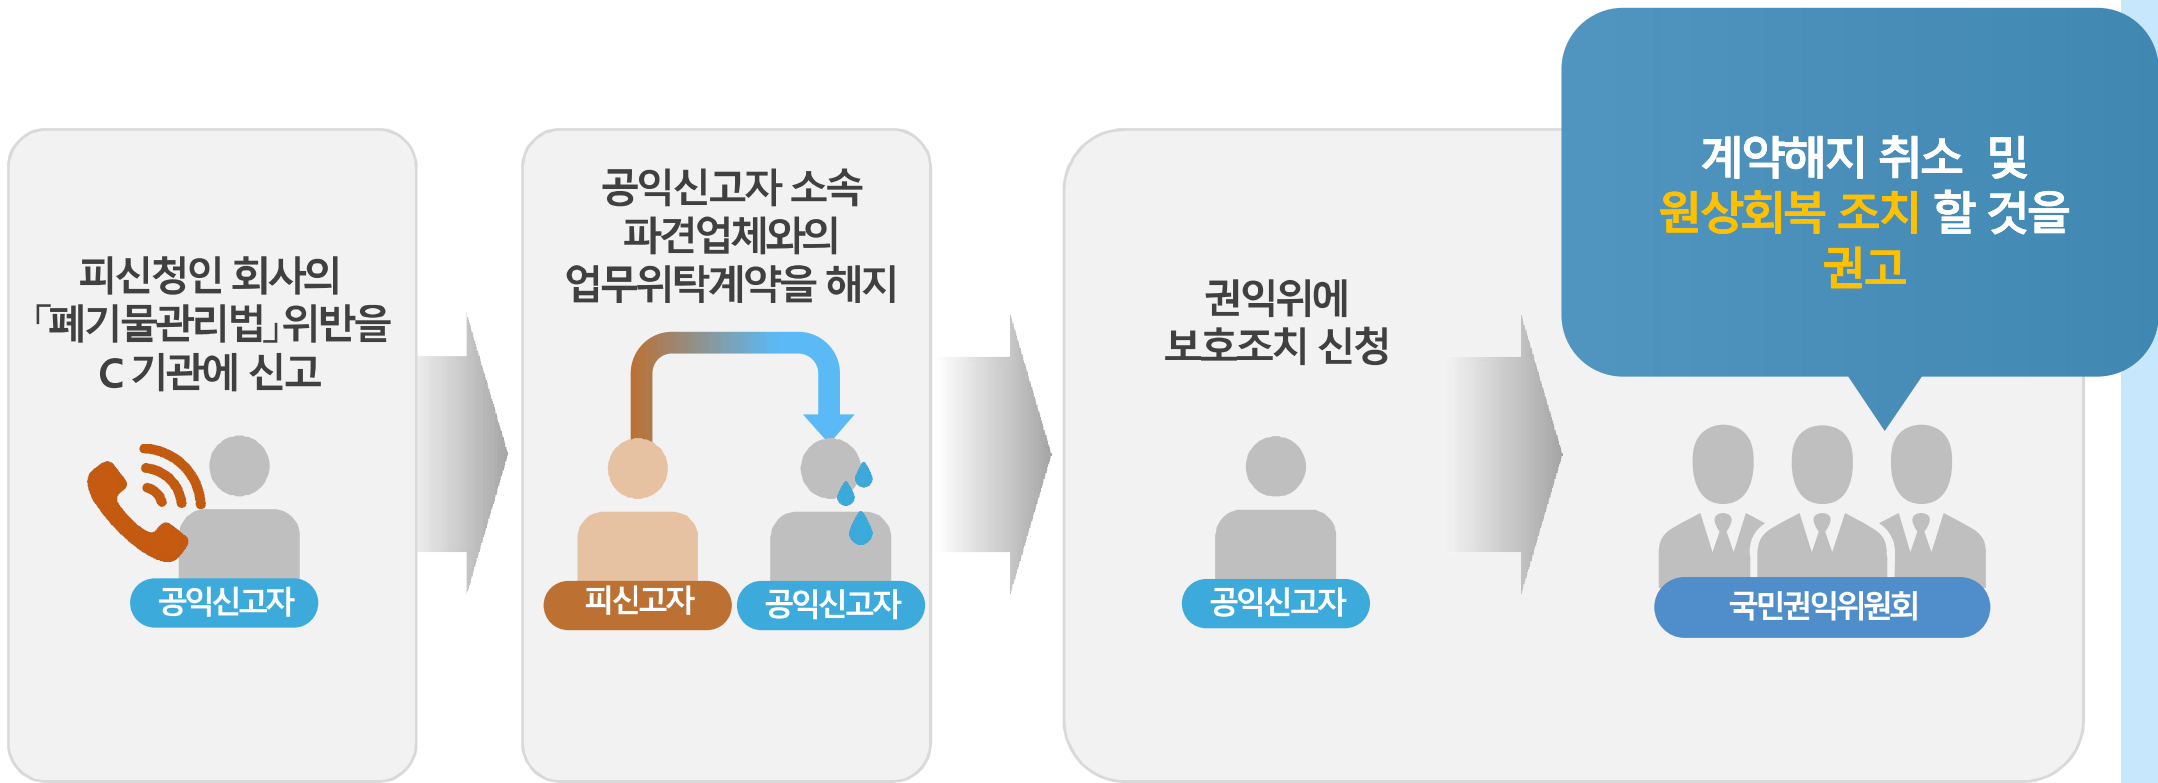 피신청인 회사의
「폐기물관리법」위반을
C 기관에 신고
공익신고자
공익신고자 소속
파견업체와의
업무위탁계약을 해지
피신고자
공익신고자
권익위에
보호조치 신청
공익신고자
계약해지 취소 및
원상회복 조치 할 것을
권고
국민권익위원회